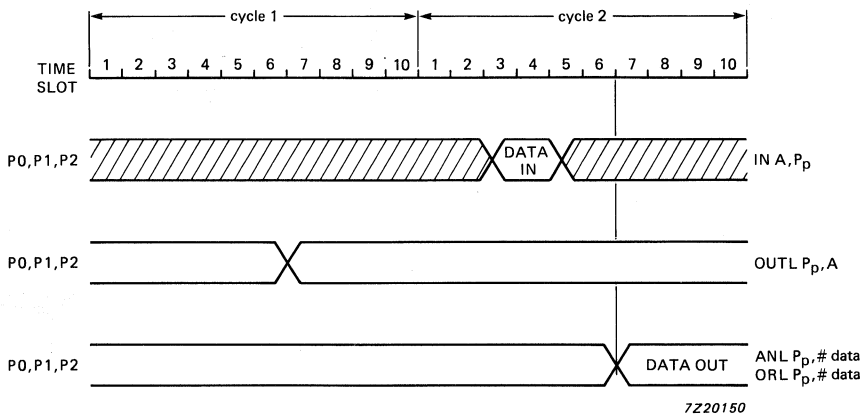 cycle 1 cycle 2
TIME SLOT 1 2 3 4 5 6 7 8 9 10 1 2 3 4 5 6 7 8 9 10
P0,P1,P2 DATA IN IN A,Pp
P0,P1,P2 OUTL Pp,A
P0,P1,P2 DATA OUT ANL Pp,# data
ORL Pp,# data
7Z20150